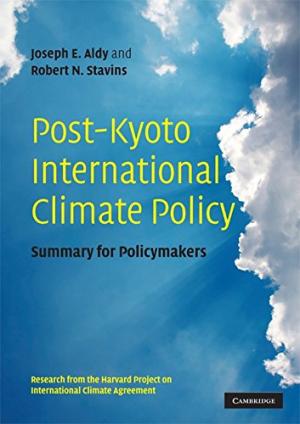 Joseph E. Aldy and
Robert N. Stavins
Post-Kyoto
International
Climate Policy
Summary for Policymakers
Research from the Harvard Project on
International Climate Agreement
CAMBRIDGE